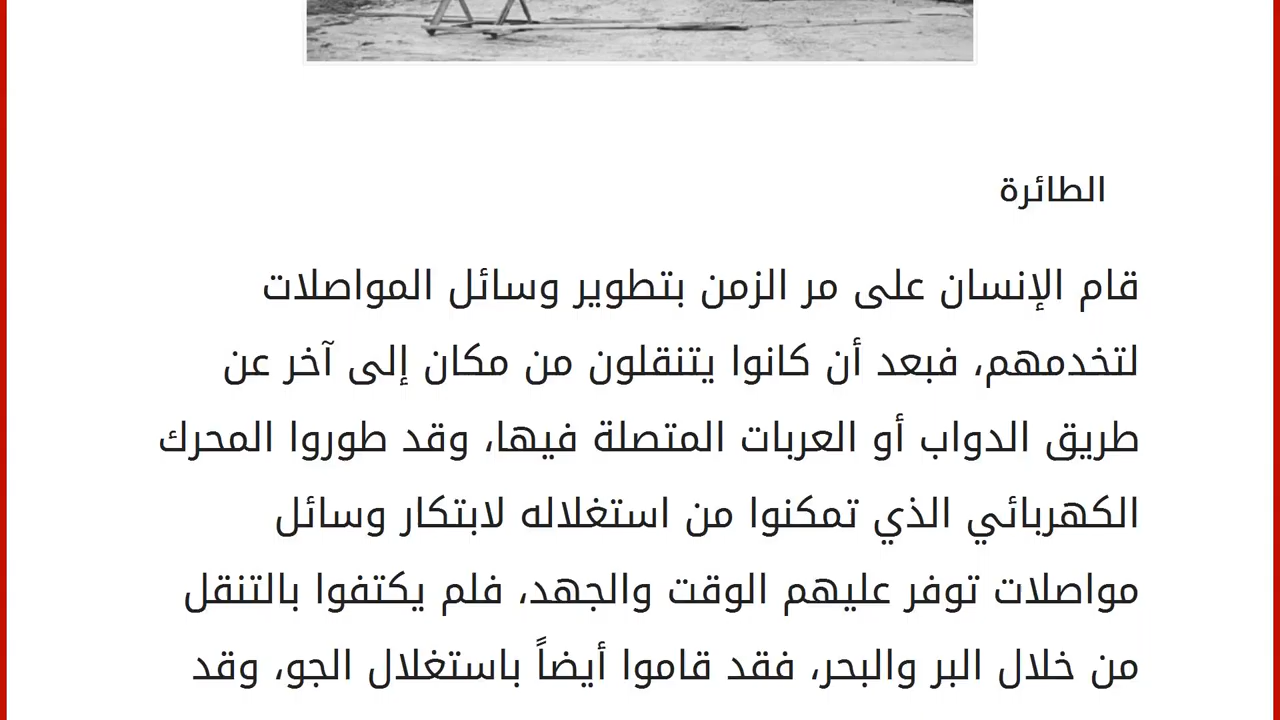 الطائرة
قام الإنسان على مر الزمن بتطوير وسائل المواصلات
لتخدمهم، فبعد أن كانوا يتنقلون من مكان إلى آخر عن
طريق الدواب أو العربات المتصلة فيها، وقد طوروا المحرك
الكهربائي الذي تمكنوا من استغلاله لابتكار وسائل
مواصلات توفر عليهم الوقت والجهد، فلم يكتفوا بالتنقل
من خلال البر والبحر، فقد قاموا أيضاً باستغلال الجو، وقد